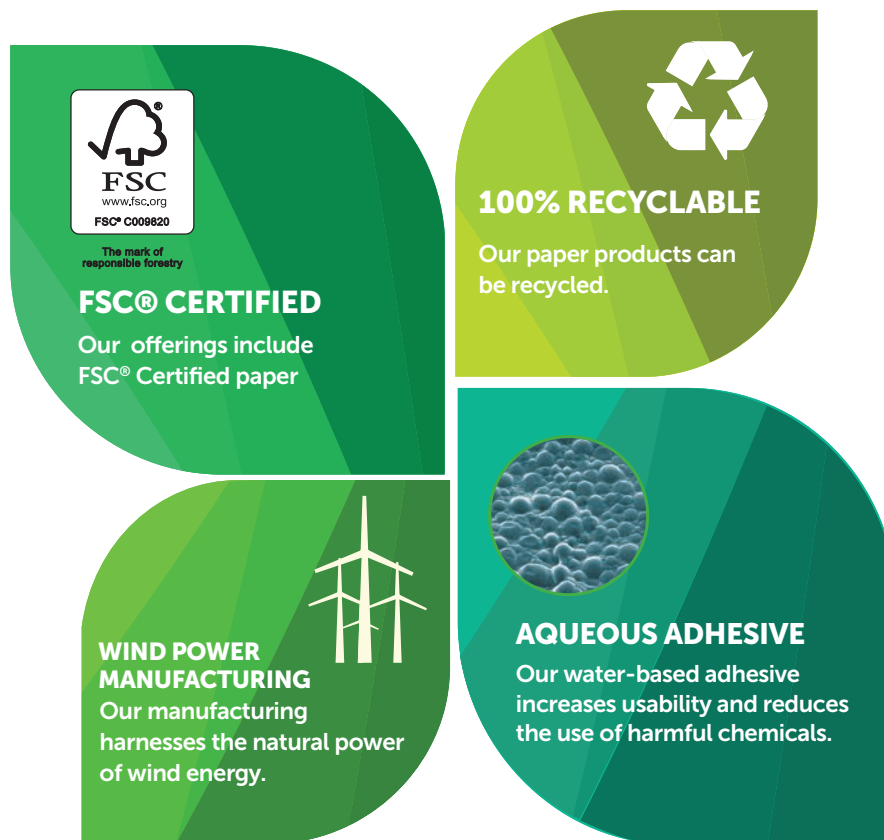 FSC®
www.fsc.org
FSC® C009820
The mark of
responsible forestry
FSC® CERTIFIED
Our offerings include
FSC® Certified paper
100% RECYCLABLE
Our paper products can
be recycled.
WIND POWER
MANUFACTURING
Our manufacturing
harnesses the natural power
of wind energy.
AQUEOUS ADHESIVE
Our water-based adhesive
increases usability and reduces
the use of harmful chemicals.